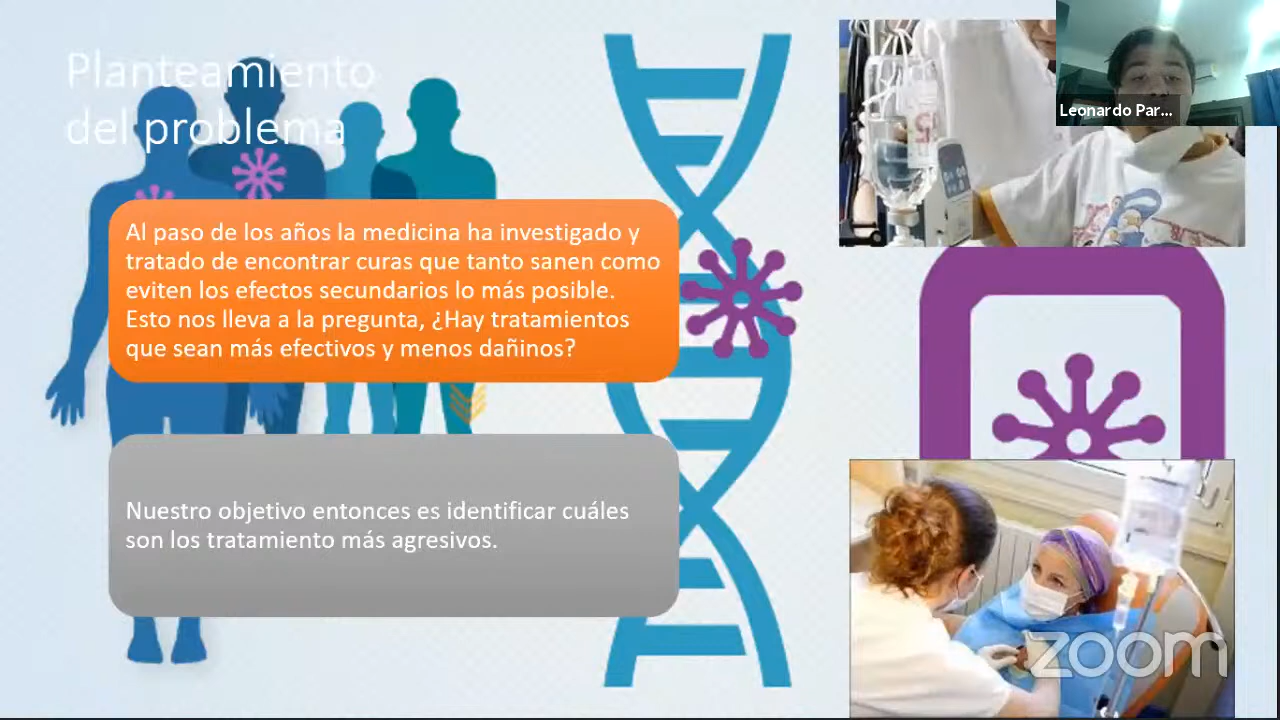 Planteamiento
del problema
Al paso de los años la medicina ha investigado y
tratado de encontrar curas que tanto sanen como
eviten los efectos secundarios lo más posible.
Esto nos lleva a la pregunta, ¿Hay tratamientos
que sean más efectivos y menos dañinos?
Nuestro objetivo entonces es identificar cuáles
son los tratamiento más agresivos.
Leonardo Par...
zoom